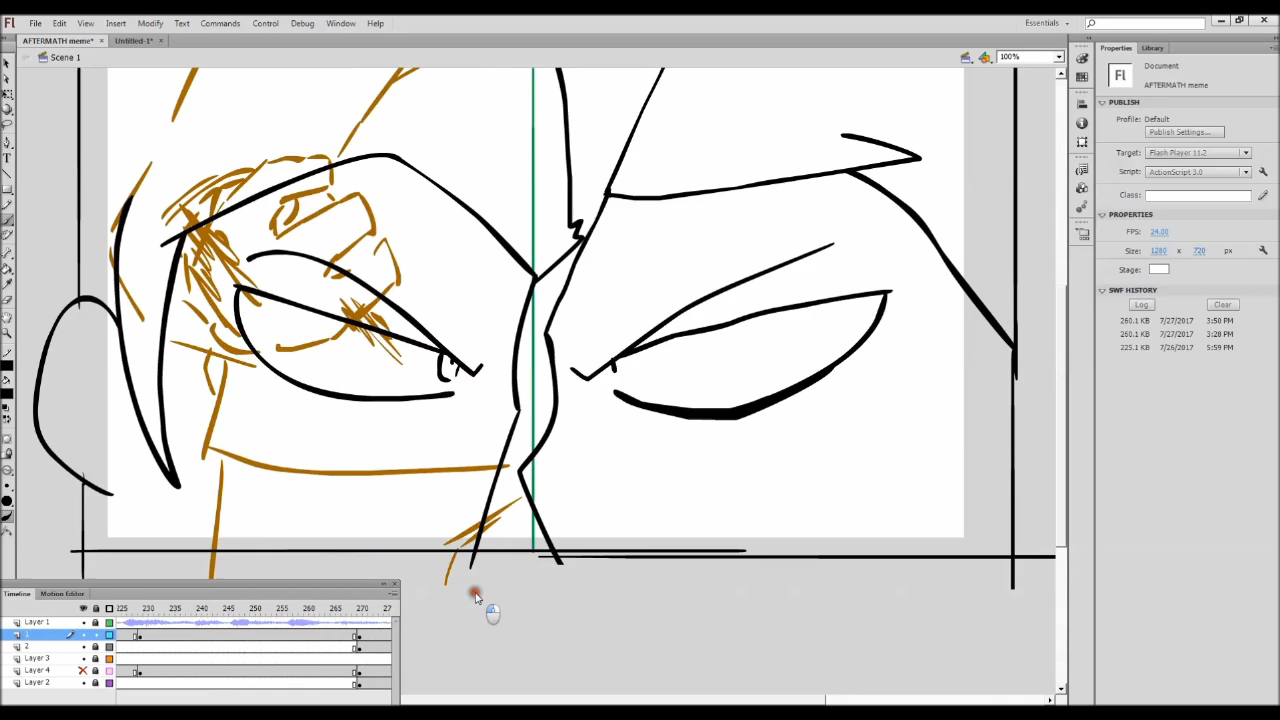 Fl File Edit View Insert Modify Text Commands Control Debug Window Help Essentials
AFTERMATH meme* × Untitled-1* ×
Scene 1 100%
Properties Library
Document
Fl AFTERMATH meme
PUBLISH
Profile: Default
Publish Settings...
Target: Flash Player 11.2
Script: ActionScript 3.0
Class:
PROPERTIES
FPS: 24.00
Size: 1280 x 720 px
Stage:
SWF HISTORY
Log Clear
260.1 KB 7/27/2017 3:50 PM
260.1 KB 7/27/2017 3:28 PM
225.1 KB 7/26/2017 5:59 PM
Timeline Motion Editor
225 230 235 240 245 250 255 260 265 270 27
Layer 1
1
2
Layer 3
Layer 4
Layer 2